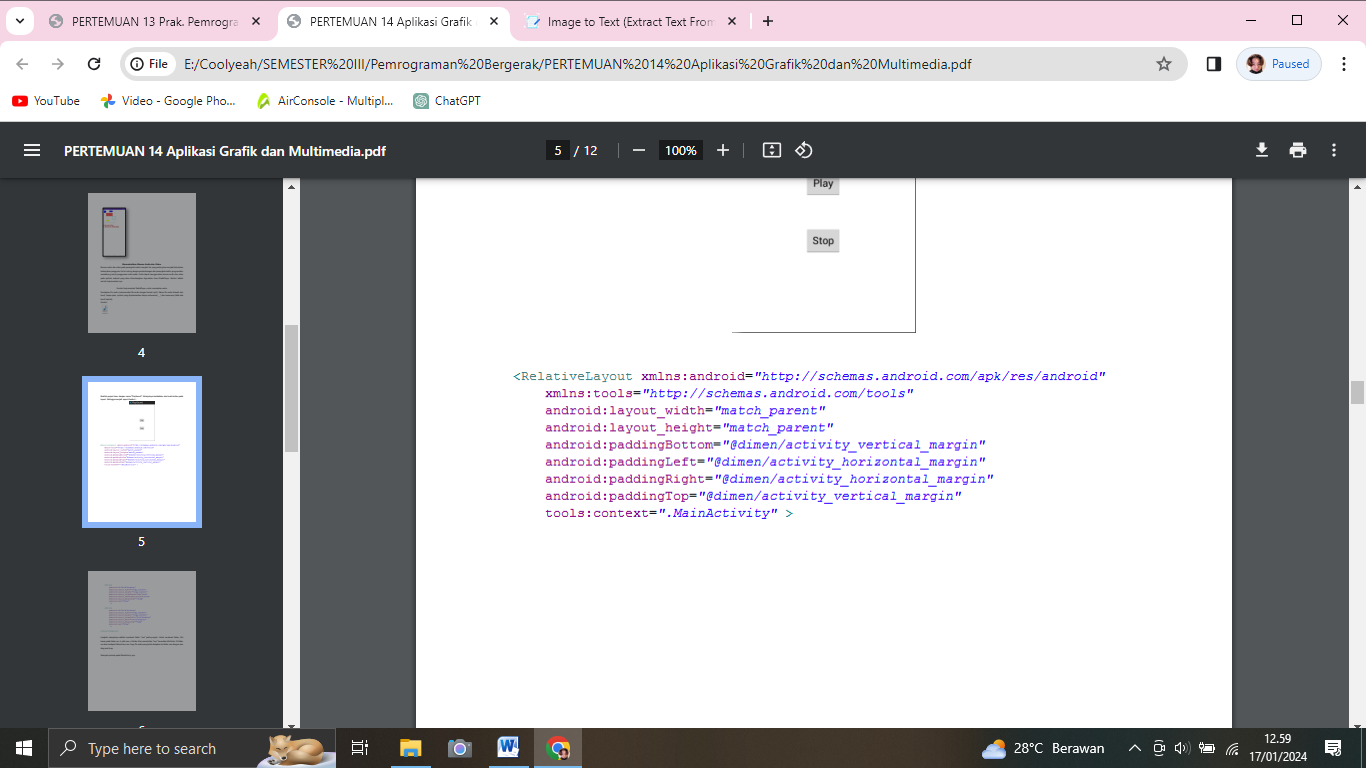 PERTEMUAN 13 Prak. Pemrogra
PERTEMUAN 14 Aplikasi Grafik
Image to Text (Extract Text From
File
E:/Coolyeah/SEMESTER%20III/Pemrograman%20Bergerak/PERTEMUAN%2014%20Aplikasi%20Grafik%20dan%20Multimedia.pdf
Paused
YouTube
Video - Google Pho...
AirConsole - Multipl...
ChatGPT
PERTEMUAN 14 Aplikasi Grafik dan Multimedia.pdf
5 / 12
100%
4
5
Play
Stop
<RelativeLayout xmlns:android="http://schemas.android.com/apk/res/android"
xmlns:tools="http://schemas.android.com/tools"
android:layout_width="match_parent"
android:layout_height="match_parent"
android:paddingBottom="@dimen/activity_vertical_margin"
android:paddingLeft="@dimen/activity_horizontal_margin"
android:paddingRight="@dimen/activity_horizontal_margin"
android:paddingTop="@dimen/activity_vertical_margin"
tools:context=".MainActivity" >
Type here to search
28°C Berawan
12.59
17/01/2024